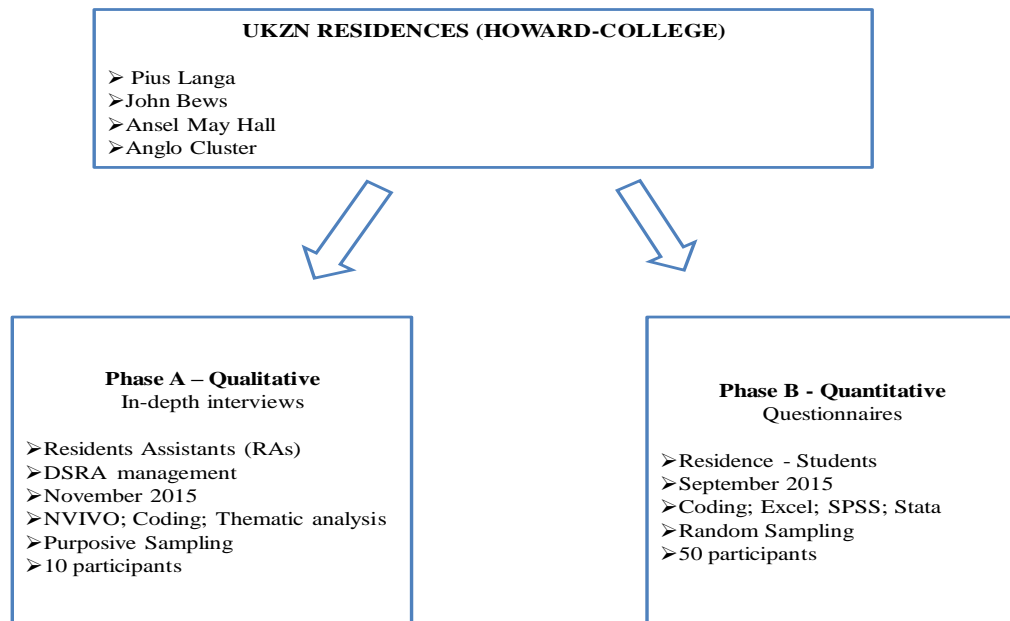 UKZN RESIDENCES (HOWARD-COLLEGE)
➢ Pius Langa
➢John Bews
➢Ansel May Hall
➢Anglo Cluster
Phase A – Qualitative
In-depth interviews
➢Residents Assistants (RAs)
➢DSRA management
➢November 2015
➢NVIVO; Coding; Thematic analysis
➢Purposive Sampling
➢10 participants
Phase B - Quantitative
Questionnaires
➢Residence - Students
➢September 2015
➢Coding; Excel; SPSS; Stata
➢Random Sampling
➢50 participants